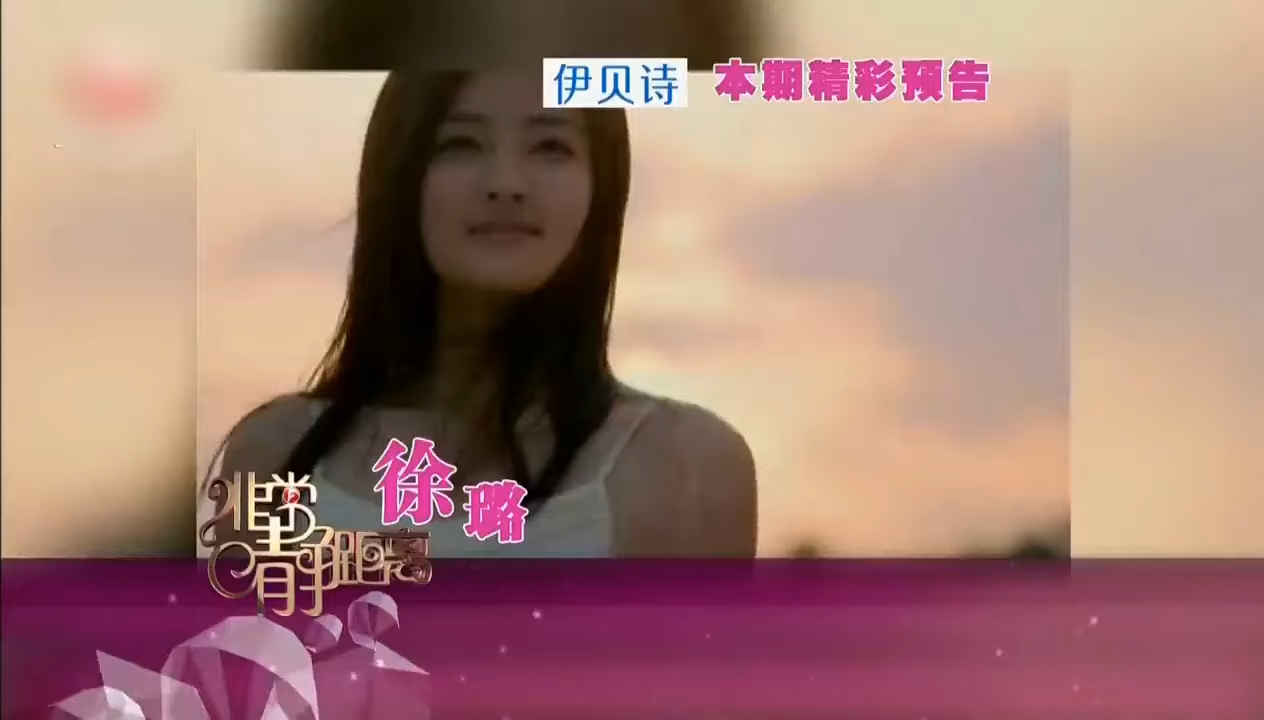 伊贝诗 本期精彩预告
徐璐
非常
静距离